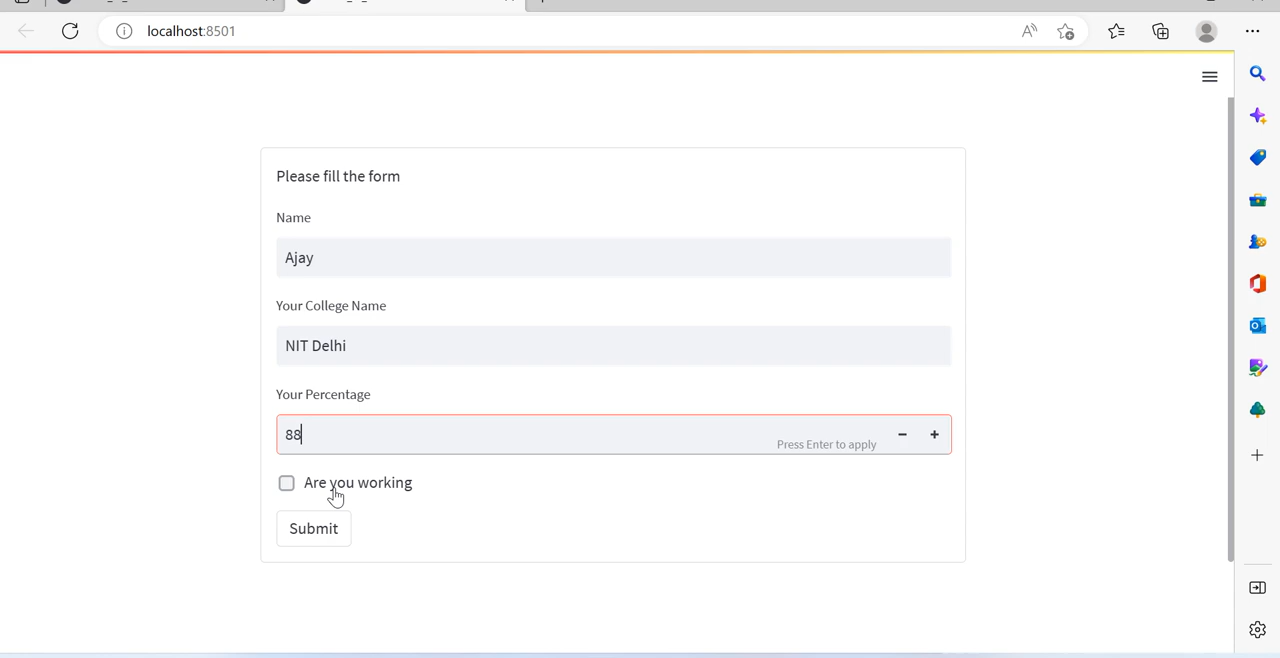 localhost:8501
Please fill the form
Name
Ajay
Your College Name
NIT Delhi
Your Percentage
88
Press Enter to apply
Are you working
Submit